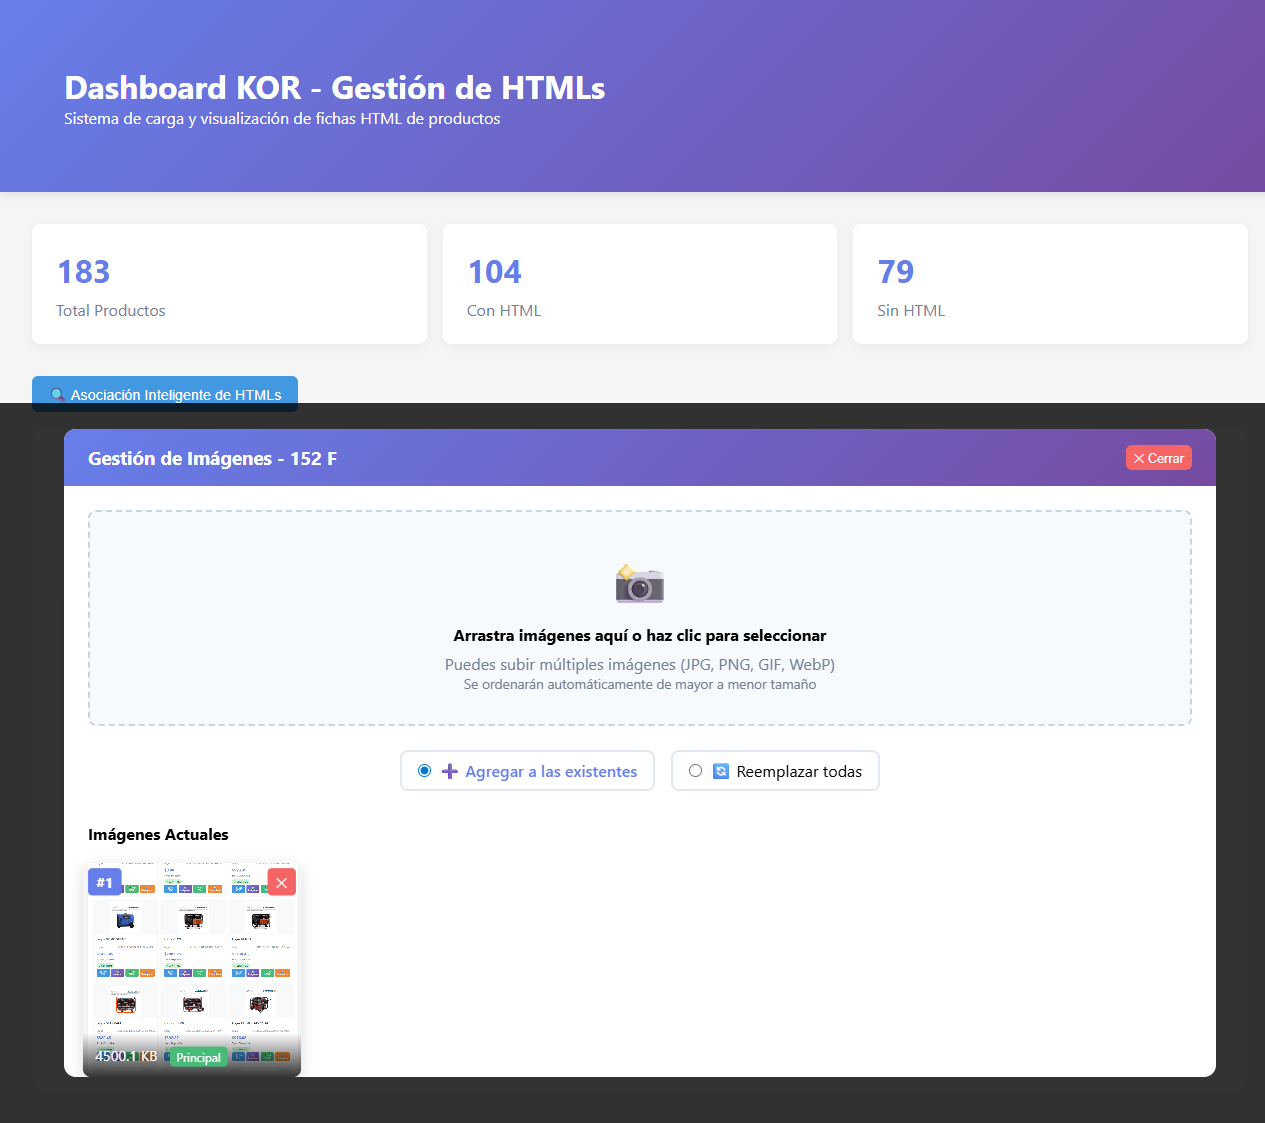 Dashboard KOR - Gestión de HTMLs
Sistema de carga y visualización de fichas HTML de productos
183
Total Productos
104
Con HTML
79
Sin HTML
Asociación Inteligente de HTMLs
Gestión de Imágenes - 152 F
Cerrar
Arrastra imágenes aquí o haz clic para seleccionar
Puedes subir múltiples imágenes (JPG, PNG, GIF, WebP)
Se ordenarán automáticamente de mayor a menor tamaño
Agregar a las existentes
Reemplazar todas
Imágenes Actuales
#1
4500.1 KB
Principal